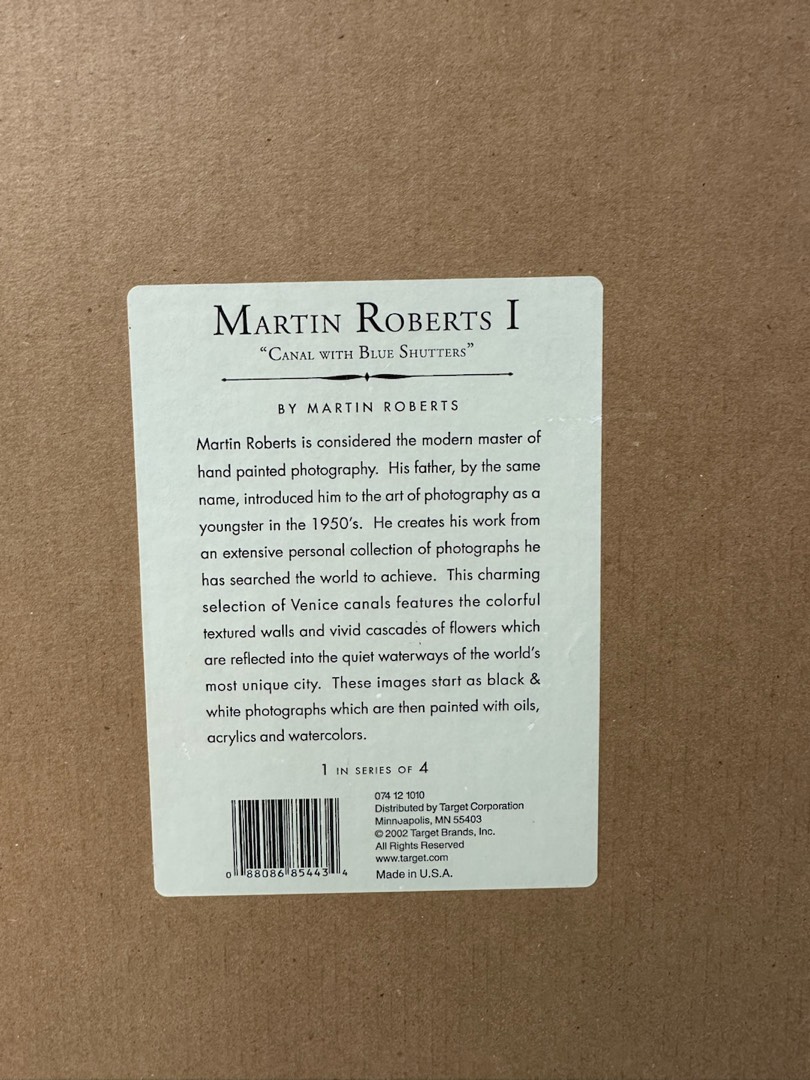 MARTIN ROBERTS I
“CANAL WITH BLUE SHUTTERS”
BY MARTIN ROBERTS
Martin Roberts is considered the modern master of
hand painted photography. His father, by the same
name, introduced him to the art of photography as a
youngster in the 1950’s. He creates his work from
an extensive personal collection of photographs he
has searched the world to achieve. This charming
selection of Venice canals features the colorful
textured walls and vivid cascades of flowers which
are reflected into the quiet waterways of the world’s
most unique city. These images start as black &
white photographs which are then painted with oils,
acrylics and watercolors.
1 IN SERIES OF 4
074 12 1010
Distributed by Target Corporation
Minneapolis, MN 55403
© 2002 Target Brands, Inc.
All Rights Reserved
www.target.com
Made in U.S.A.
0 88086 85443 4